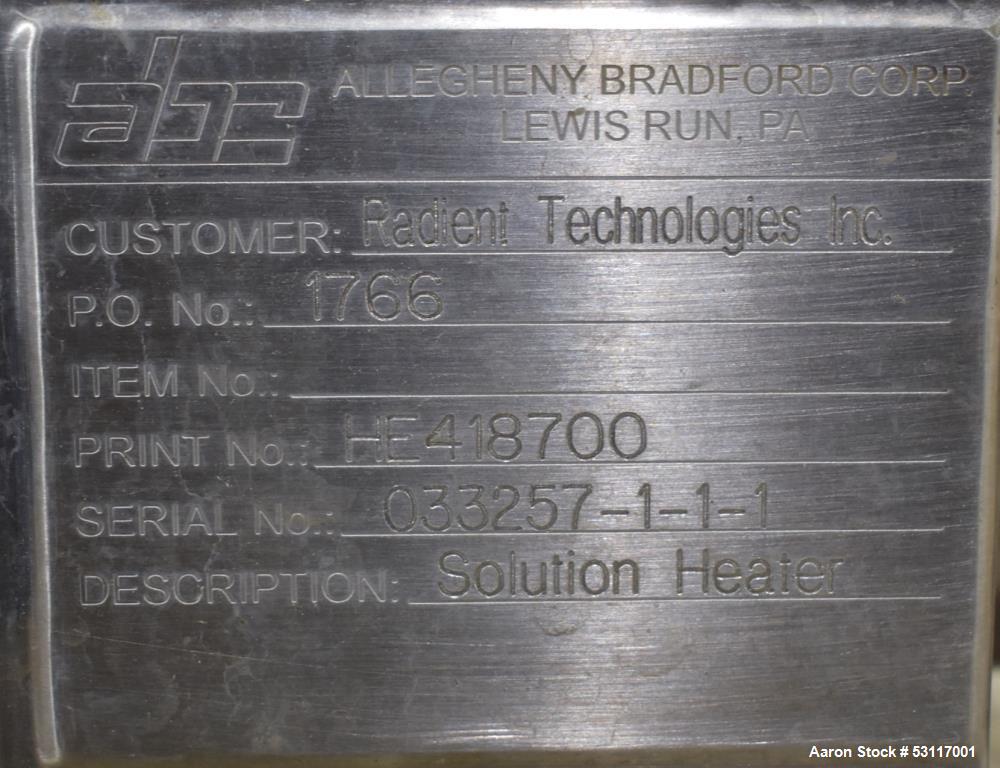 abc
ALLEGHENY BRADFORD CORP.
LEWIS RUN, PA
CUSTOMER: Radient Technologies Inc.
P.O. No.: 1766
ITEM No.:
PRINT No.: HE418700
SERIAL No.: 033257-1-1-1
DESCRIPTION: Solution Heater
Aaron Stock # 53117001